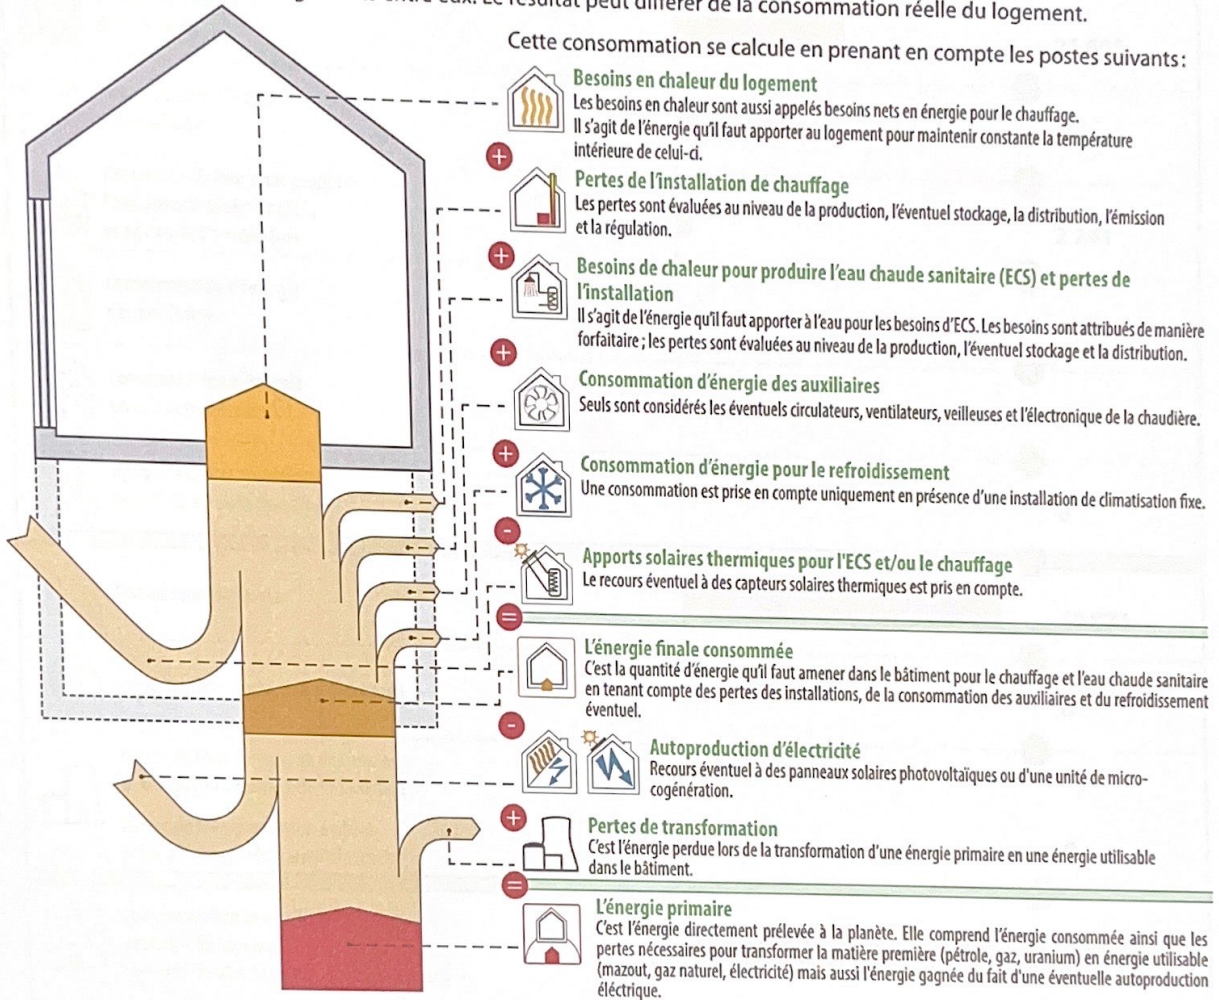 entre eux. Le résultat peut différer de la consommation réelle du logement.
Cette consommation se calcule en prenant en compte les postes suivants :
Besoins en chaleur du logement
Les besoins en chaleur sont aussi appelés besoins nets en énergie pour le chauffage.
Il s'agit de l'énergie qu'il faut apporter au logement pour maintenir constante la température
intérieure de celui-ci.
+
Pertes de l'installation de chauffage
Les pertes sont évaluées au niveau de la production, l'éventuel stockage, la distribution, l'émission
et la régulation.
+
Besoins de chaleur pour produire l'eau chaude sanitaire (ECS) et pertes de
l'installation
Il s'agit de l'énergie qu'il faut apporter à l'eau pour les besoins d'ECS. Les besoins sont attribués de manière
forfaitaire ; les pertes sont évaluées au niveau de la production, l'éventuel stockage et la distribution.
+
Consommation d'énergie des auxiliaires
Seuls sont considérés les éventuels circulateurs, ventilateurs, veilleuses et l'électronique de la chaudière.
+
Consommation d'énergie pour le refroidissement
Une consommation est prise en compte uniquement en présence d'une installation de climatisation fixe.
-
Apports solaires thermiques pour l'ECS et/ou le chauffage
Le recours éventuel à des capteurs solaires thermiques est pris en compte.
=
L'énergie finale consommée
C'est la quantité d'énergie qu'il faut amener dans le bâtiment pour le chauffage et l'eau chaude sanitaire
en tenant compte des pertes des installations, de la consommation des auxiliaires et du refroidissement
éventuel.
-
Autoproduction d'électricité
Recours éventuel à des panneaux solaires photovoltaïques ou d'une unité de micro-
cogénération.
+
Pertes de transformation
C'est l'énergie perdue lors de la transformation d'une énergie primaire en une énergie utilisable
dans le bâtiment.
=
L'énergie primaire
C'est l'énergie directement prélevée à la planète. Elle comprend l'énergie consommée ainsi que les
pertes nécessaires pour transformer la matière première (pétrole, gaz, uranium) en énergie utilisable
(mazout, gaz naturel, électricité) mais aussi l'énergie gagnée du fait d'une éventuelle autoproduction
éléctrique.